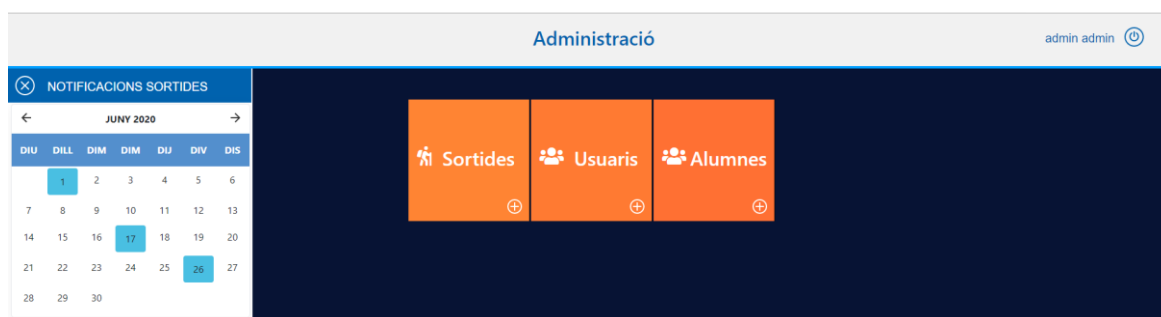 Administració
admin admin
NOTIFICACIONS SORTIDES
JUNY 2020
DIU DILL DIM DIM DIJ DIV DIS
1 2 3 4 5 6
7 8 9 10 11 12 13
14 15 16 17 18 19 20
21 22 23 24 25 26 27
28 29 30
Sortides
Usuaris
Alumnes